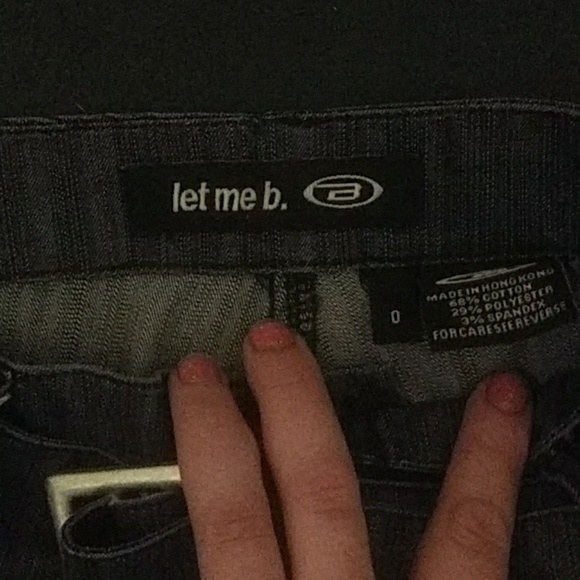 let me b. B
0
MADE IN HONG KONG
68% COTTON
29% POLYESTER
3% SPANDEX
FOR CARE SEE REVERSE